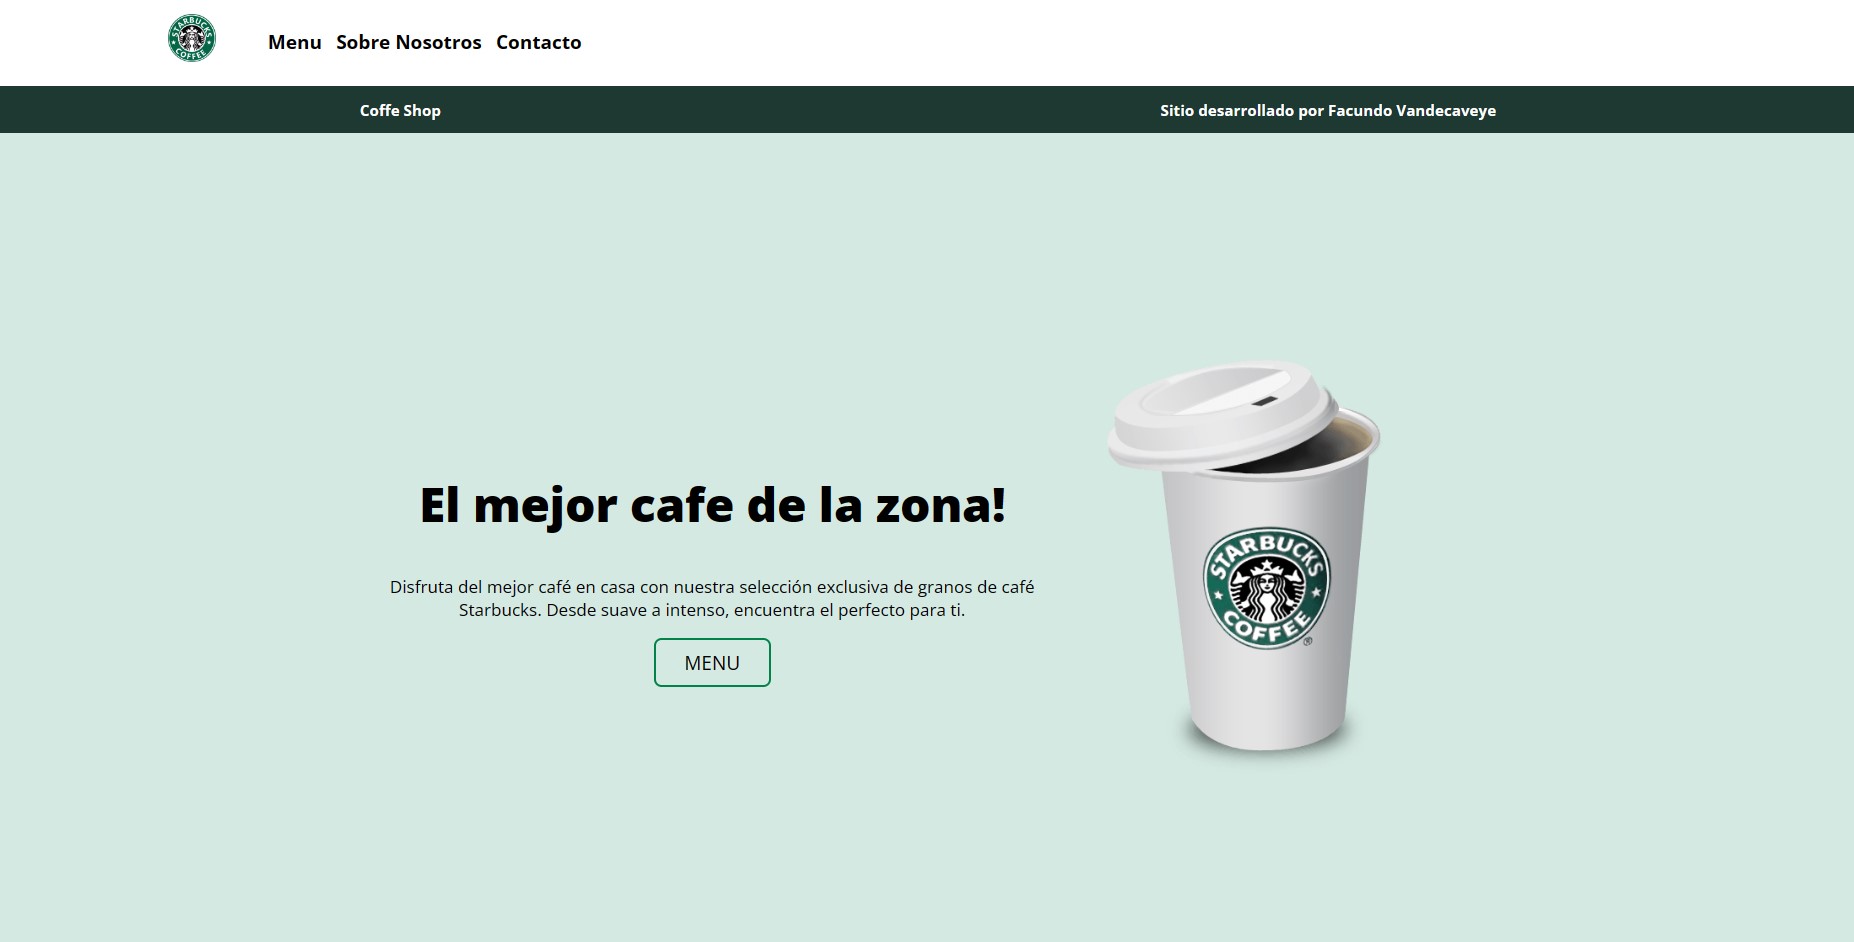 STARBUCKS
COFFEE
Menu Sobre Nosotros Contacto
Coffe Shop
Sitio desarrollado por Facundo Vandecaveye
El mejor cafe de la zona!
Disfruta del mejor café en casa con nuestra selección exclusiva de granos de café
Starbucks. Desde suave a intenso, encuentra el perfecto para ti.
MENU
STARBUCKS
COFFEE
®